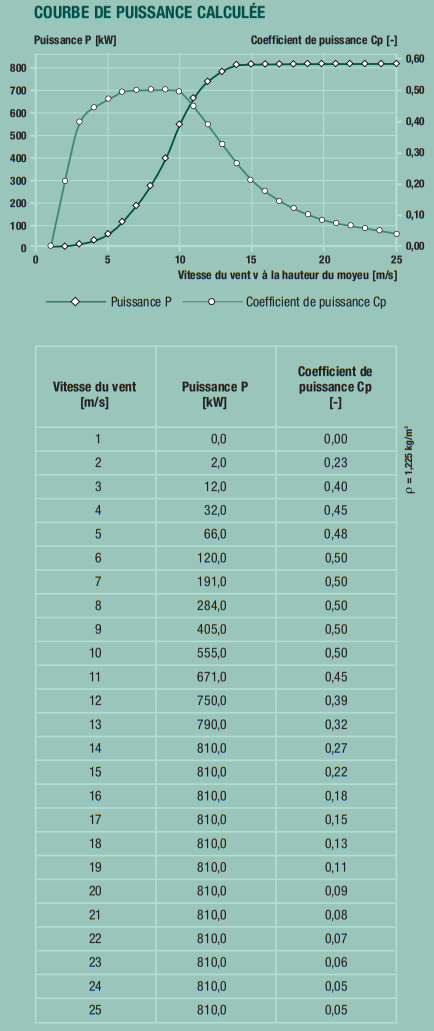 COURBE DE PUISSANCE CALCULÉE
Puissance P [kW] Coefficient de puissance Cp [-]
800
700
600
500
400
300
200
100
0
0,60
0,50
0,40
0,30
0,20
0,10
0,00
0 5 10 15 20 25
Vitesse du vent v à la hauteur du moyeu [m/s]
Puissance P Coefficient de puissance Cp
Vitesse du vent [m/s] Puissance P [kW] Coefficient de puissance Cp [-]
ρ = 1,225 kg/m³
1 0,0 0,00
2 2,0 0,23
3 12,0 0,40
4 32,0 0,45
5 66,0 0,48
6 120,0 0,50
7 191,0 0,50
8 284,0 0,50
9 405,0 0,50
10 555,0 0,50
11 671,0 0,45
12 750,0 0,39
13 790,0 0,32
14 810,0 0,27
15 810,0 0,22
16 810,0 0,18
17 810,0 0,15
18 810,0 0,13
19 810,0 0,11
20 810,0 0,09
21 810,0 0,08
22 810,0 0,07
23 810,0 0,06
24 810,0 0,05
25 810,0 0,05